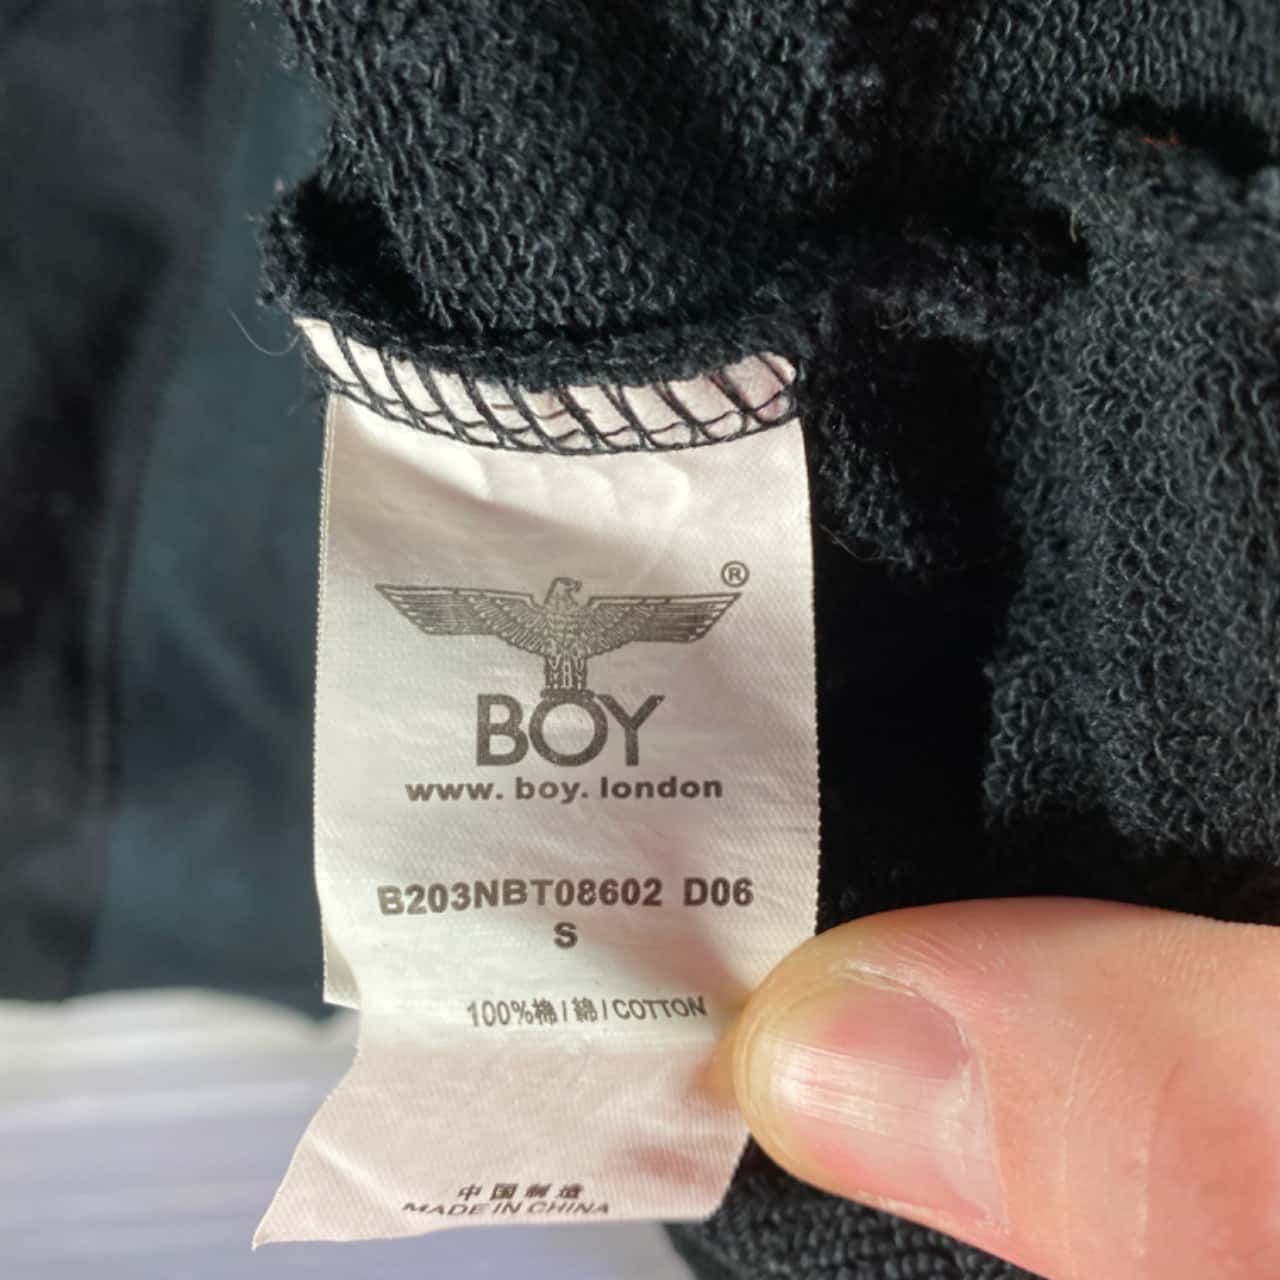 ®
BOY
www. boy. london
B203NBT08602 D06
S
100%棉/綿/COTTON
中国制造
MADE IN CHINA